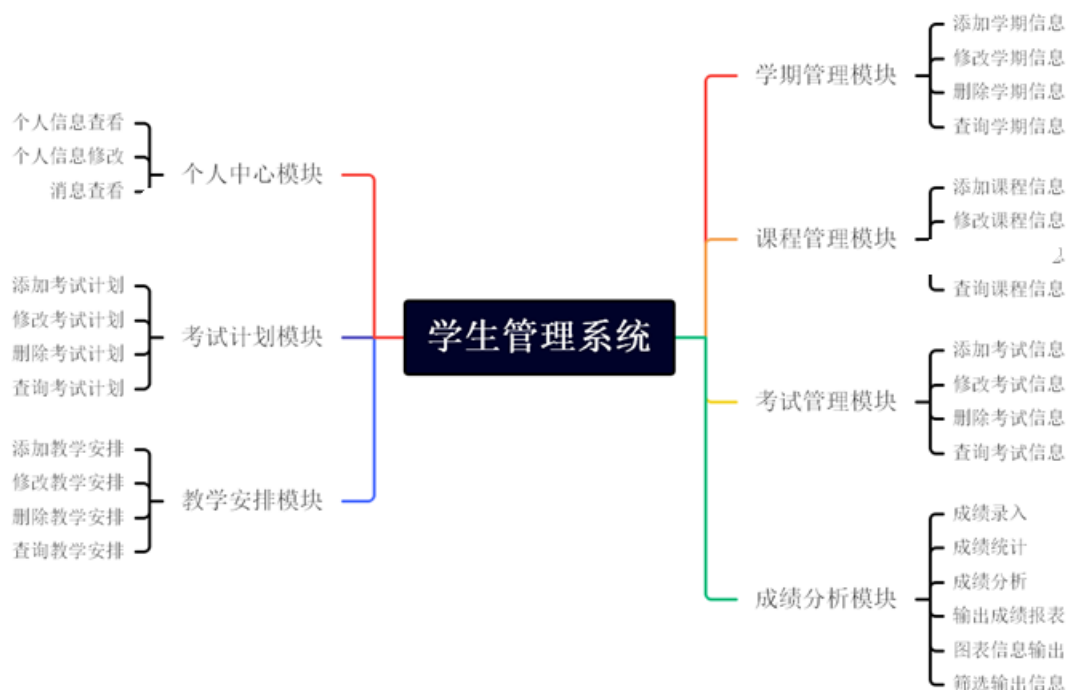 学生管理系统
学期管理模块
添加学期信息
修改学期信息
删除学期信息
查询学期信息
课程管理模块
添加课程信息
修改课程信息
查询课程信息
考试管理模块
添加考试信息
修改考试信息
删除考试信息
查询考试信息
成绩分析模块
成绩录入
成绩统计
成绩分析
输出成绩报表
图表信息输出
筛选输出信息
个人中心模块
个人信息查看
个人信息修改
消息查看
考试计划模块
添加考试计划
修改考试计划
删除考试计划
查询考试计划
教学安排模块
添加教学安排
修改教学安排
删除教学安排
查询教学安排